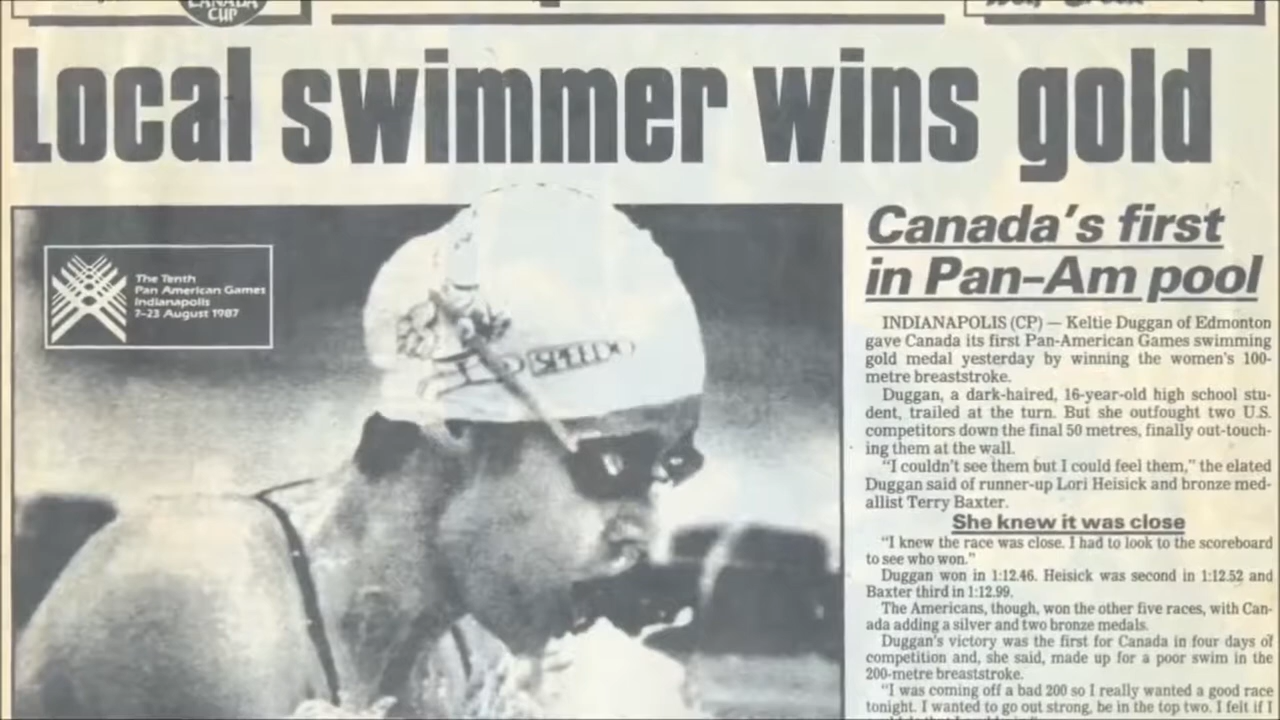 CANADA
CUP
Local swimmer wins gold
The Tenth
Pan American Games
Indianapolis
7-23 August 1987
SPEEDO
Canada's first
in Pan-Am pool
INDIANAPOLIS (CP) — Keltie Duggan of Edmonton
gave Canada its first Pan-American Games swimming
gold medal yesterday by winning the women's 100-
metre breaststroke.
Duggan, a dark-haired, 16-year-old high school stu-
dent, trailed at the turn. But she outfought two U.S.
competitors down the final 50 metres, finally out-touch-
ing them at the wall.
"I couldn't see them but I could feel them," the elated
Duggan said of runner-up Lori Heisick and bronze med-
allist Terry Baxter.
She knew it was close
"I knew the race was close. I had to look to the scoreboard
to see who won."
Duggan won in 1:12.46. Heisick was second in 1:12.52 and
Baxter third in 1:12.99.
The Americans, though, won the other five races, with Can-
ada adding a silver and two bronze medals.
Duggan's victory was the first for Canada in four days of
competition and, she said, made up for a poor swim in the
200-metre breaststroke.
"I was coming off a bad 200 so I really wanted a good race
tonight. I wanted to go out strong, be in the top two. I felt if I